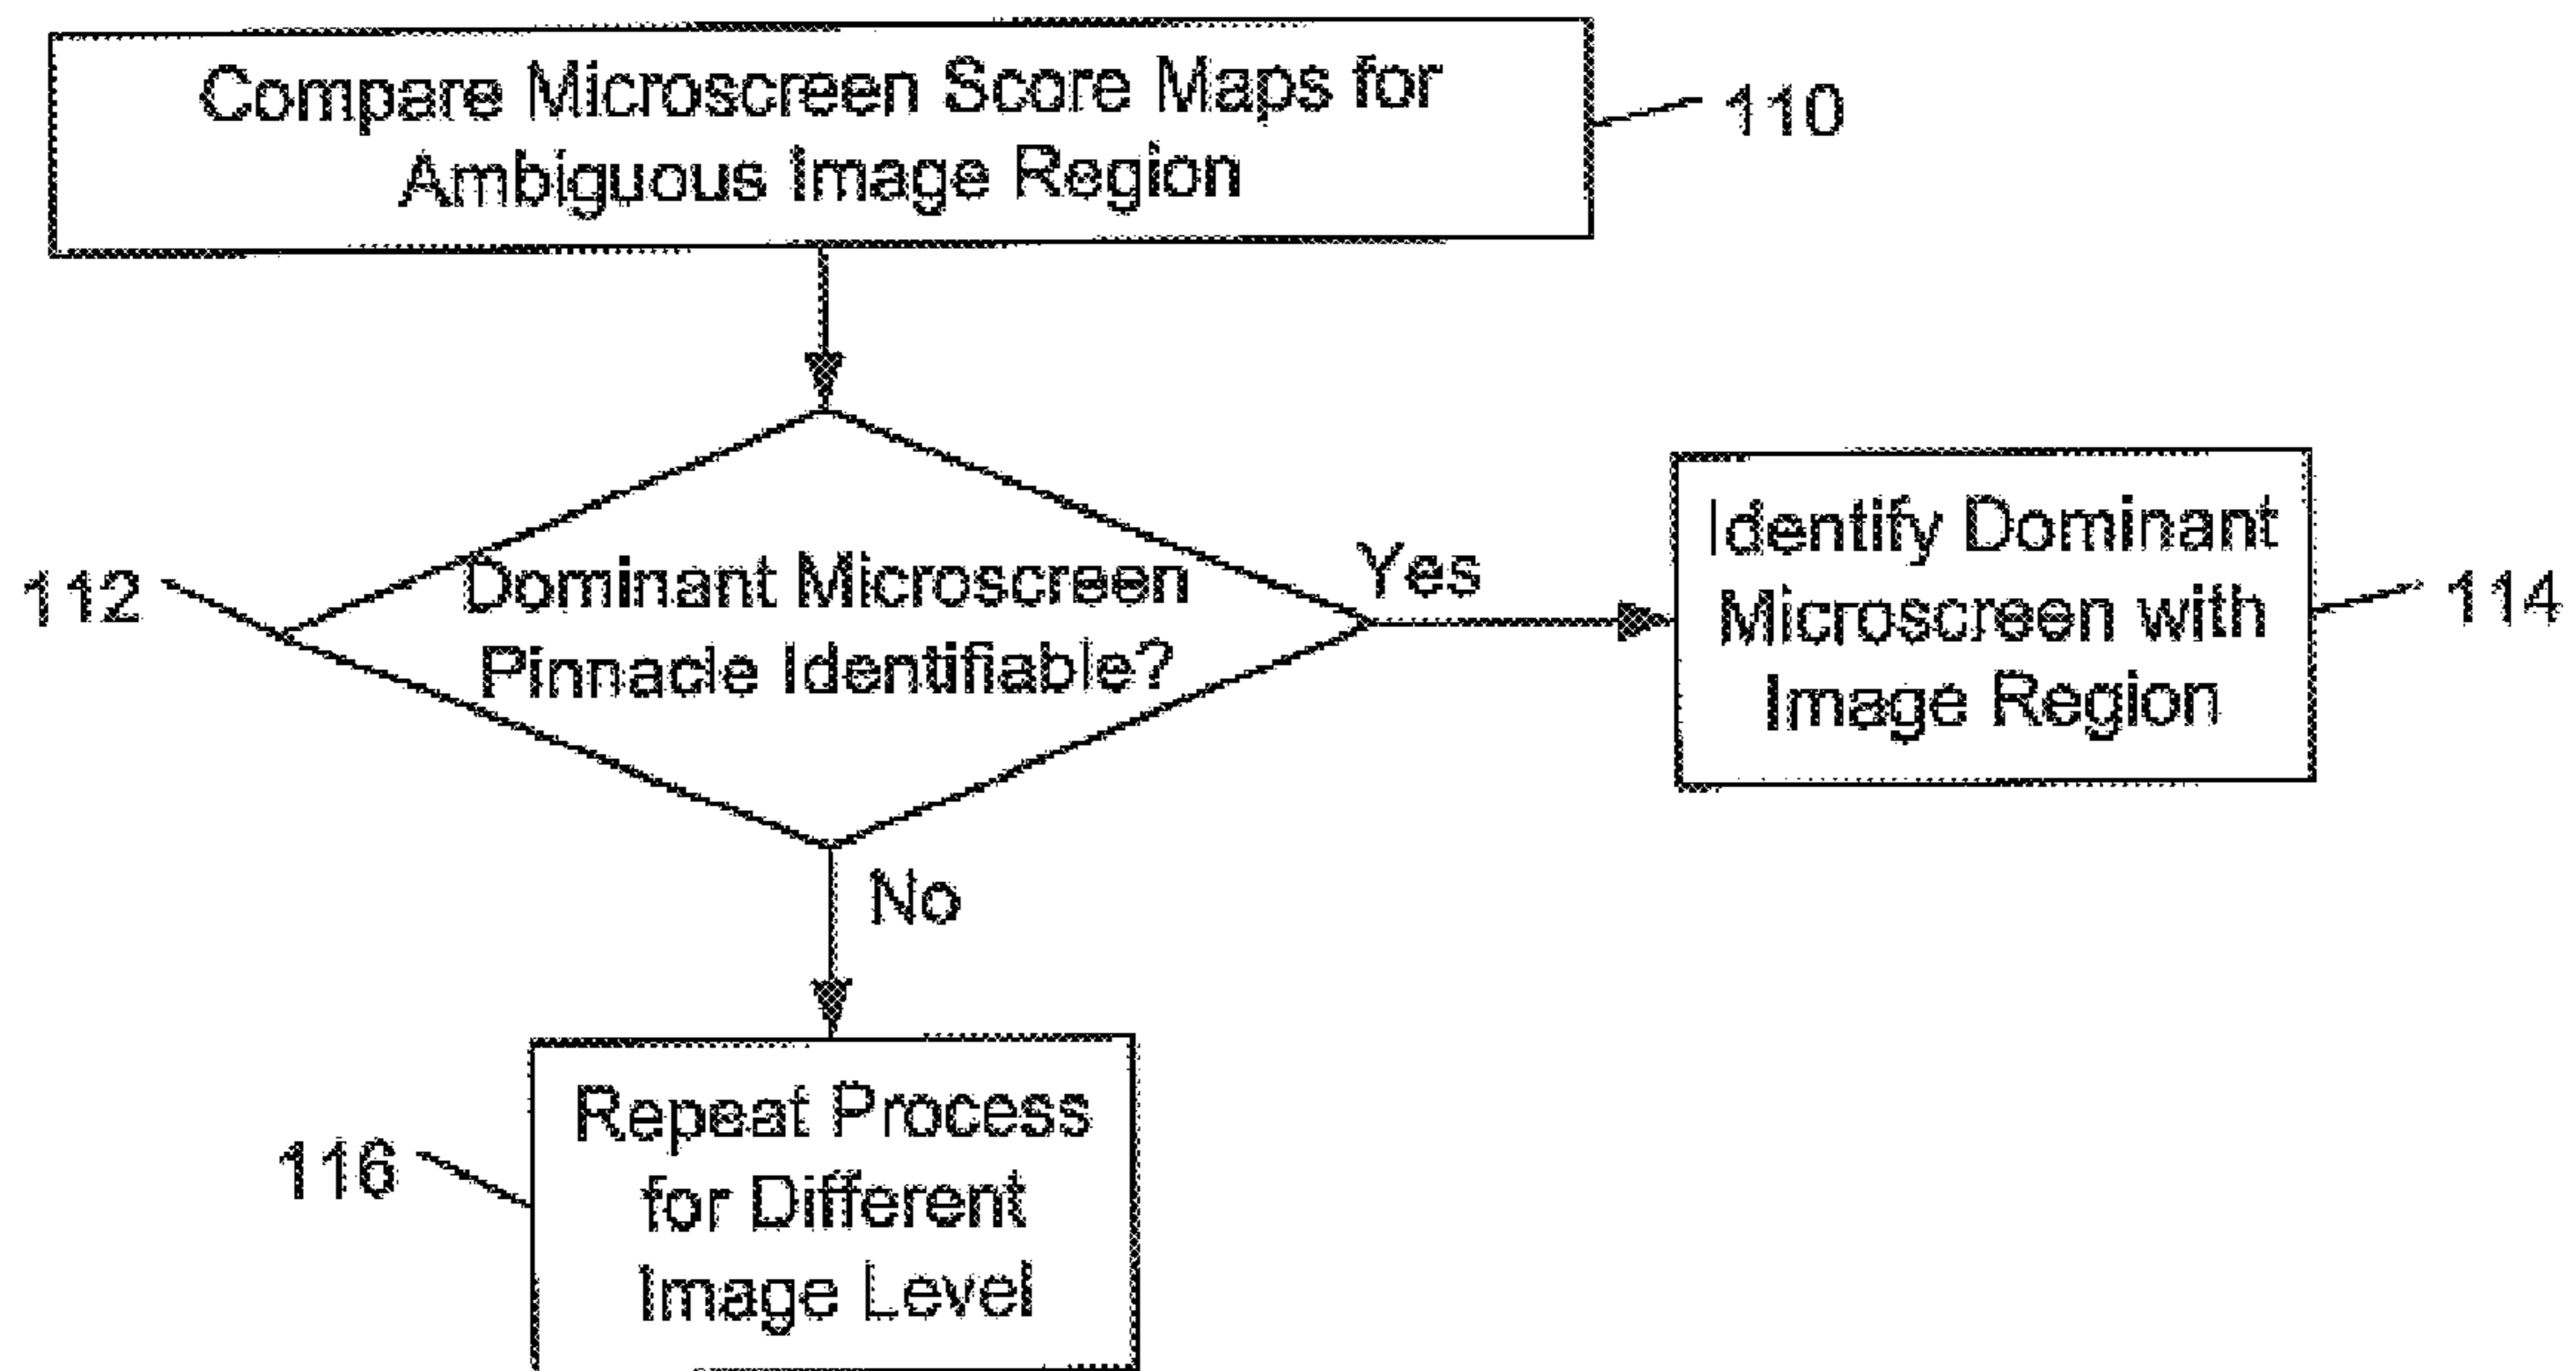 Compare Microscreen Score Maps for
Ambiguous Image Region
110
112
Dominant Microscreen
Pinnacle Identifiable?
Yes
Identify Dominant
Microscreen with
Image Region
114
No
116
Repeat Process
for Different
Image Level